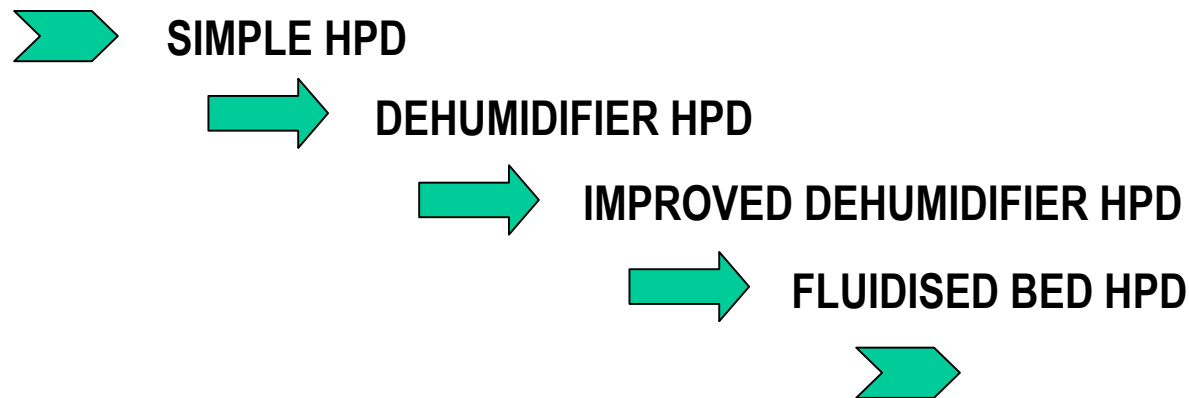 SIMPLE HPD
DEHUMIDIFIER HPD
IMPROVED DEHUMIDIFIER HPD
FLUIDISED BED HPD